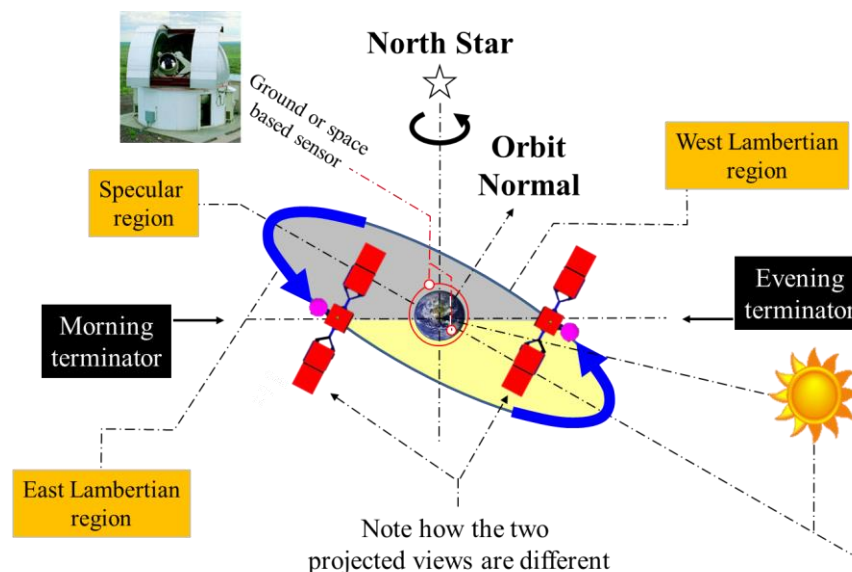 North Star
Ground or space
based sensor
Orbit
Normal
West Lambertian
region
Specular
region
Evening
terminator
Morning
terminator
East Lambertian
region
Note how the two
projected views are different